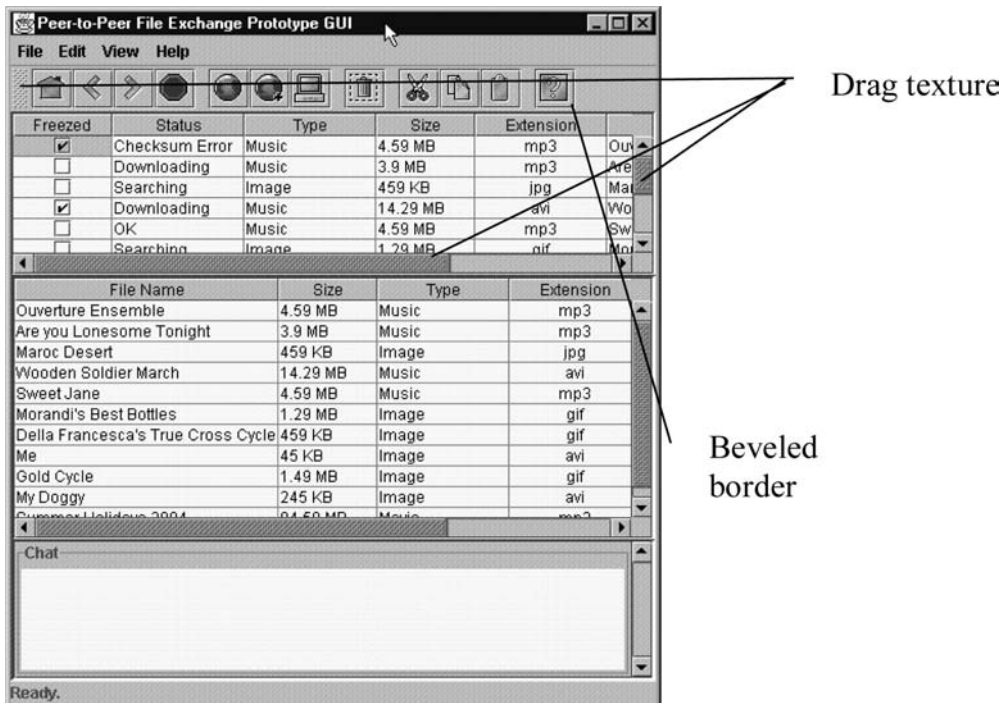 Peer-to-Peer File Exchange Prototype GUI
File Edit View Help
Drag texture
Freezed Status Type Size Extension
Checksum Error Music 4.59 MB mp3
Downloading Music 3.9 MB mp3 Are
Searching Image 459 KB jpg
Downloading Music 14.29 MB avi Wo
OK Music 4.59 MB mp3 Sw
Searching Image 1.29 MB gif
File Name Size Type Extension
Ouverture Ensemble 4.59 MB Music mp3
Are you Lonesome Tonight 3.9 MB Music mp3
Maroc Desert 459 KB Image jpg
Wooden Soldier March 14.29 MB Music avi
Sweet Jane 4.59 MB Music mp3
Morandi's Best Bottles 1.29 MB Image gif
Della Francesca's True Cross Cycle 459 KB Image gif
Me 45 KB Image avi
Gold Cycle 1.49 MB Image gif
My Doggy 245 KB Image avi
Beveled
border
Chat
Ready.